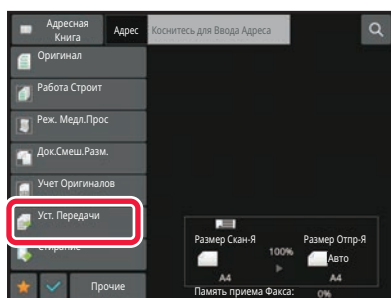 Адресная
Книга
Адрес
Коснитесь для Ввода Адреса
Оригинал
Работа Строит
Реж. Медл.Прос
Док.Смеш.Разм.
Учет Оригиналов
Уст. Передачи
Прочие
Размер Скан-Я
Размер Отпр-Я
100%
Авто
A4
A4
Память приема Факса:
0%